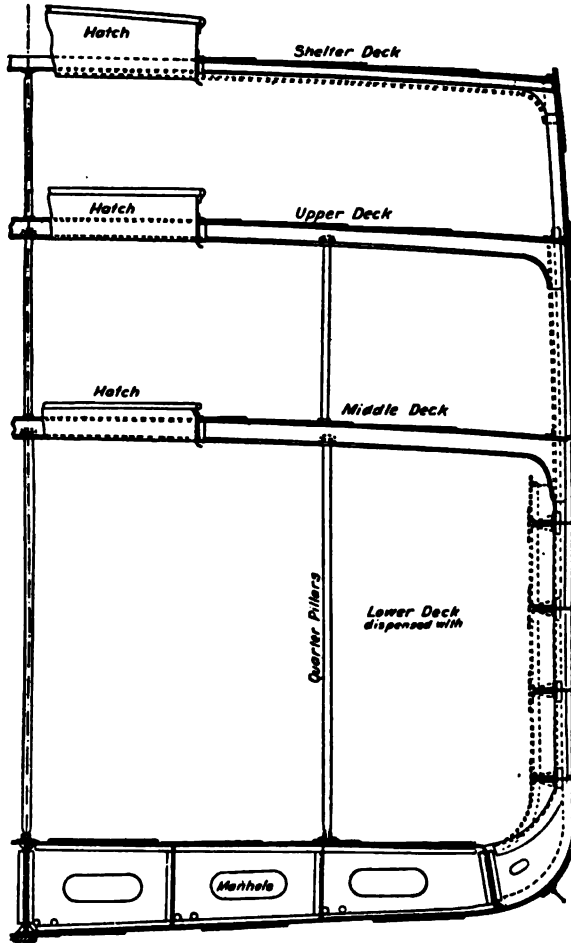 Hatch
Shelter Deck
Hatch
Upper Deck
Hatch
Middle Deck
Quarter Pillars
Lower Deck
dispensed with
Manhole